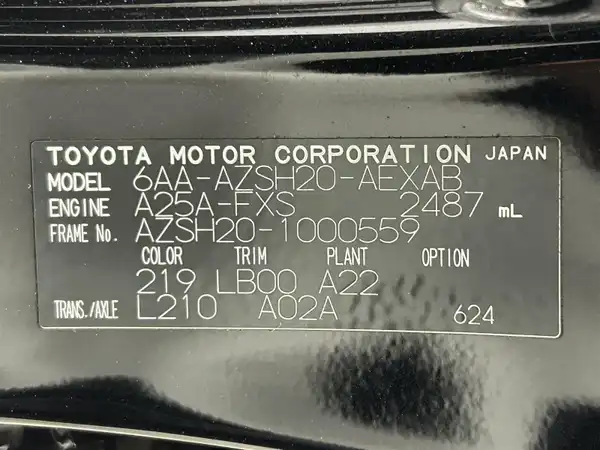 TOYOTA MOTOR CORPORATION JAPAN
MODEL 6AA-AZSH20-AEXAB
ENGINE A25A-FXS 2487 mL
FRAME No. AZSH20-1000559
COLOR TRIM PLANT OPTION
219 LB00 A22
TRANS./AXLE L210 A02A 624